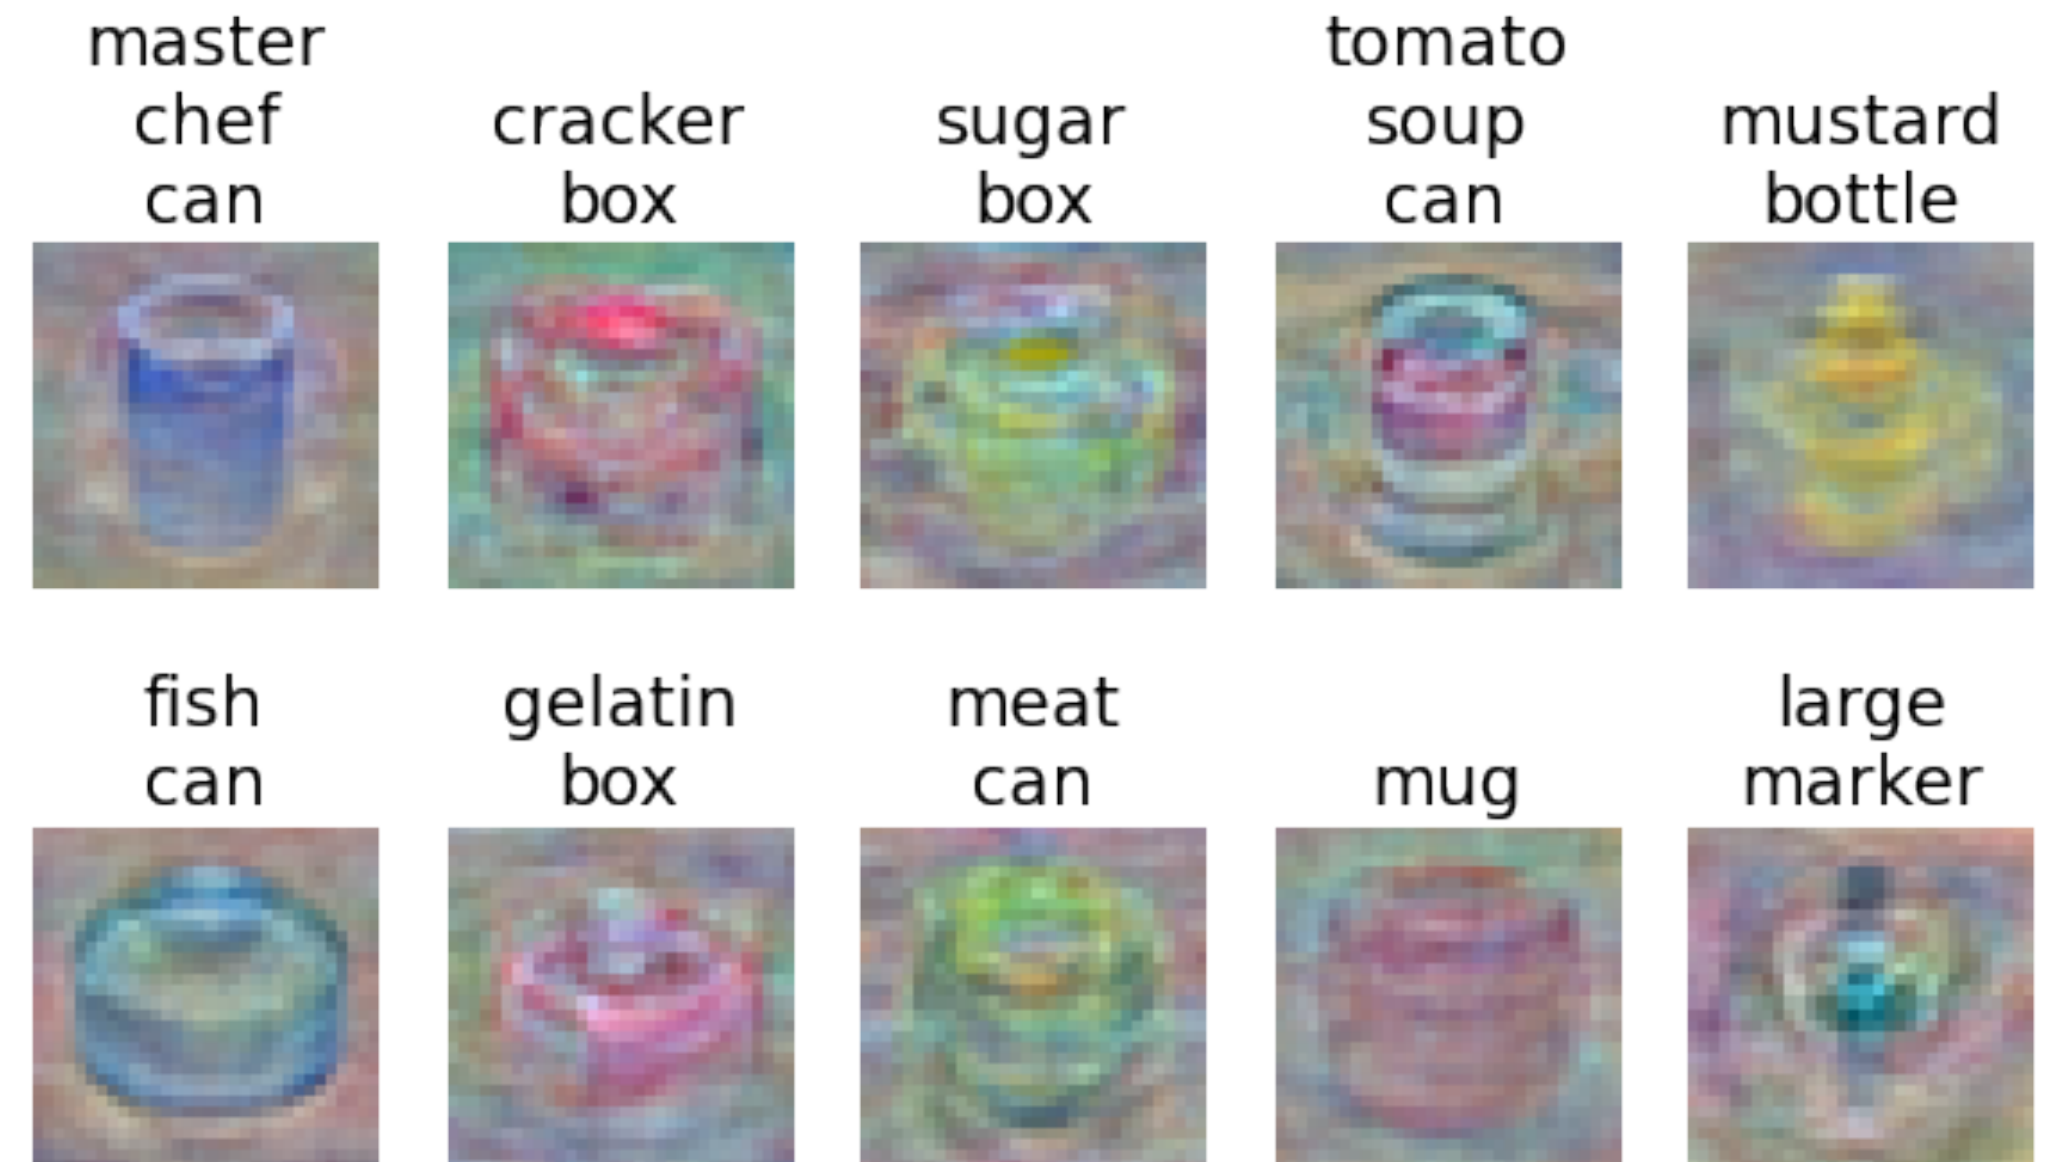 master
chef
can
cracker
box
sugar
box
tomato
soup
can
mustard
bottle
fish
can
gelatin
box
meat
can
mug
large
marker